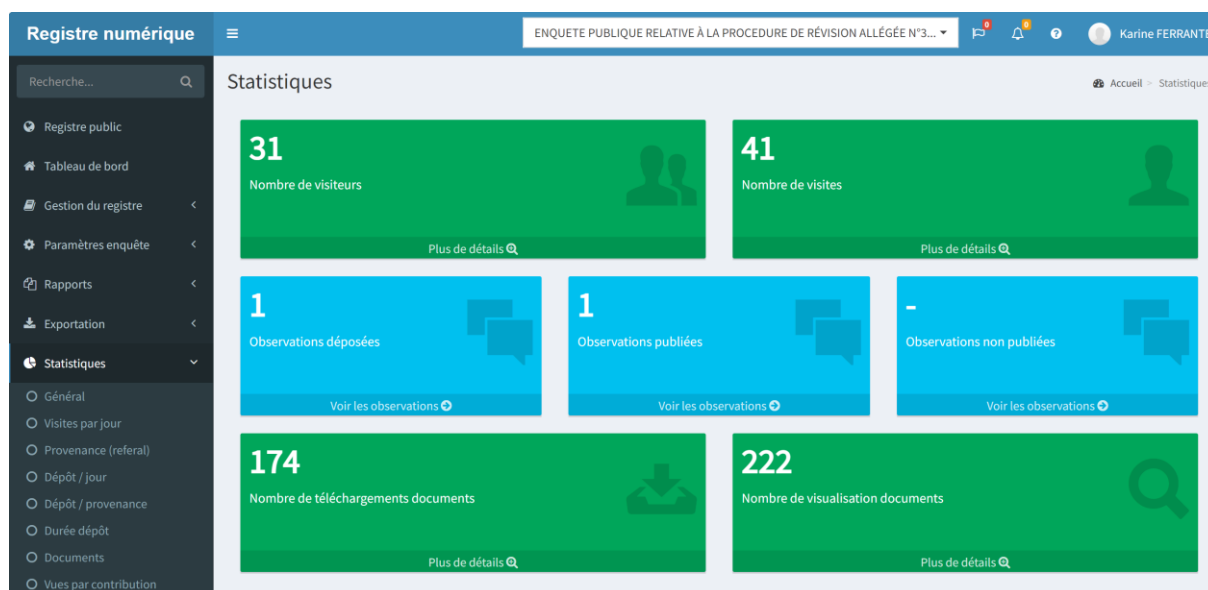 Registre numérique
ENQUETE PUBLIQUE RELATIVE À LA PROCEDURE DE RÉVISION ALLÉGÉE N°3...
0
0
Karine FERRANTE
Recherche...
Statistiques
Accueil > Statistiques
Registre public
Tableau de bord
Gestion du registre
Paramètres enquête
Rapports
Exportation
Statistiques
Général
Visites par jour
Provenance (referal)
Dépôt / jour
Dépôt / provenance
Durée dépôt
Documents
Vues par contribution
31
Nombre de visiteurs
Plus de détails
41
Nombre de visites
Plus de détails
1
Observations déposées
Voir les observations
1
Observations publiées
Voir les observations
-
Observations non publiées
Voir les observations
174
Nombre de téléchargements documents
Plus de détails
222
Nombre de visualisation documents
Plus de détails